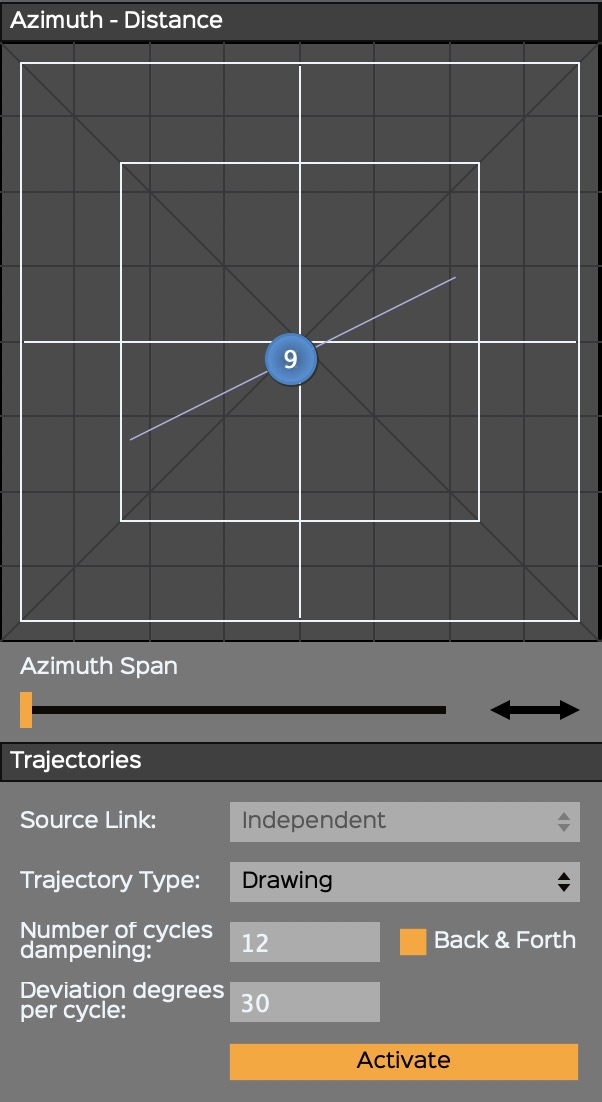 Azimuth - Distance
9
Azimuth Span
Trajectories
Source Link:
Independent
Trajectory Type:
Drawing
Number of cycles
dampening:
12
Back & Forth
Deviation degrees
per cycle:
30
Activate